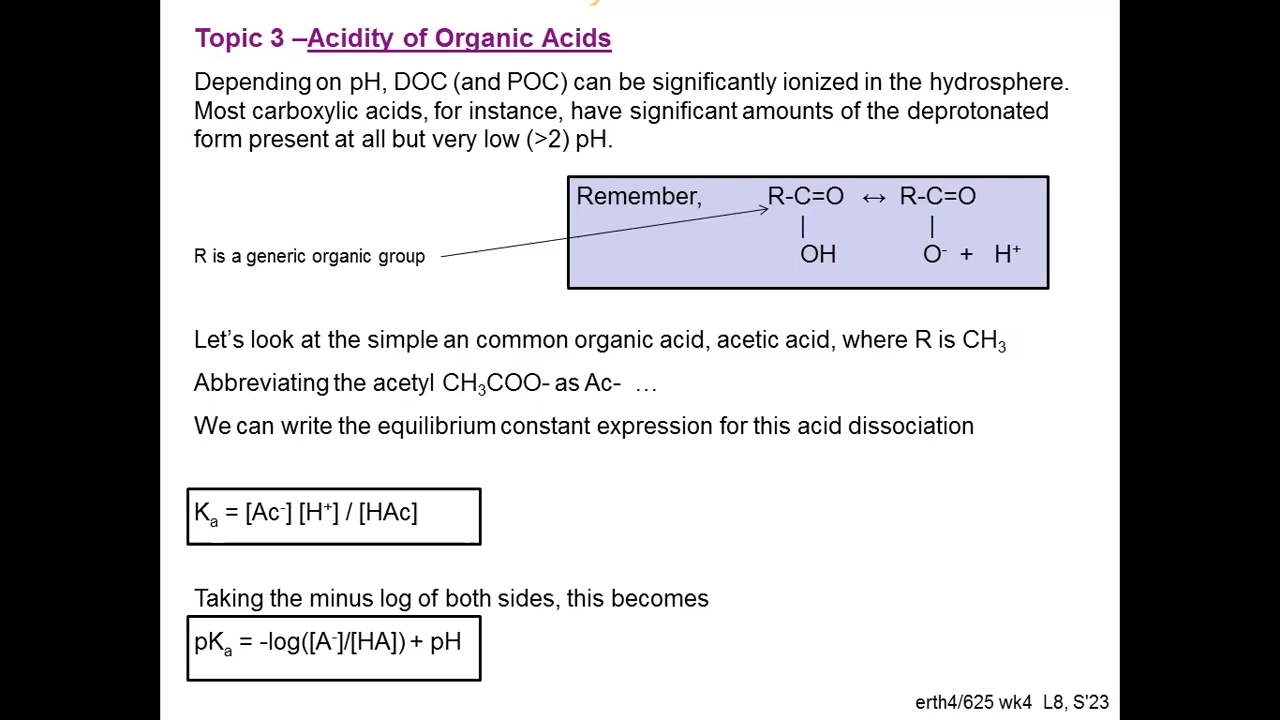 Topic 3 –Acidity of Organic Acids
Depending on pH, DOC (and POC) can be significantly ionized in the hydrosphere.
Most carboxylic acids, for instance, have significant amounts of the deprotonated
form present at all but very low (>2) pH.
Remember, R-C=O ↔ R-C=O
| |
OH O⁻ + H⁺
R is a generic organic group
Let’s look at the simple an common organic acid, acetic acid, where R is CH₃
Abbreviating the acetyl CH₃COO- as Ac- …
We can write the equilibrium constant expression for this acid dissociation
Kₐ = [Ac⁻] [H⁺] / [HAc]
Taking the minus log of both sides, this becomes
pKₐ = -log([A⁻]/[HA]) + pH
erth4/625 wk4 L8, S'23